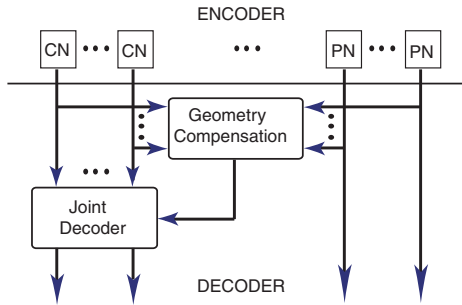 ENCODER
CN ••• CN ••• PN ••• PN
Geometry
Compensation
Joint
Decoder
DECODER